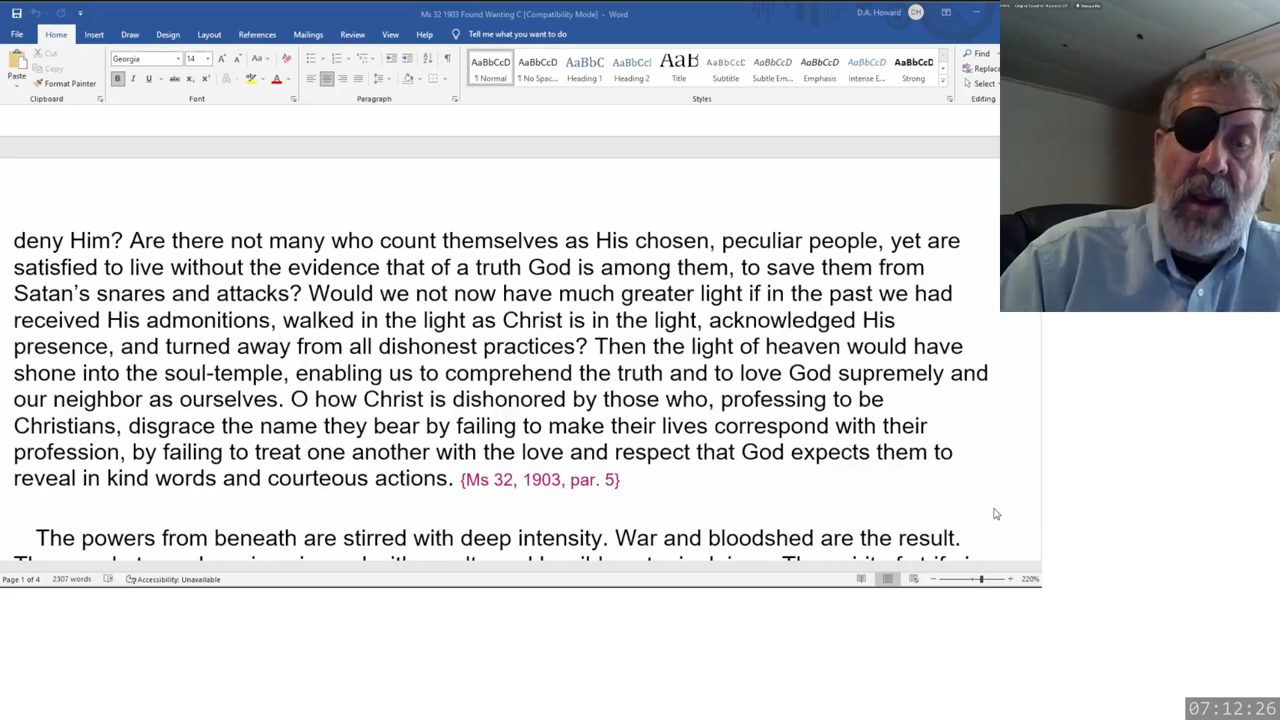 Ms 32 1903 Found Wanting C [Compatibility Mode] - Word
D.A. Howard
DH
File Home Insert Draw Design Layout References Mailings Review View Help Tell me what you want to do
Paste
Cut
Copy
Format Painter
Clipboard
Georgia 14
Font
Paragraph
AaBbCcD AaBbCcD AaBbC AaBbCcl AaB AaBbCcD AaBbCcD AaBbCcD AaBbCcD AaBbCcD
¶ Normal ¶ No Spac... Heading 1 Heading 2 Title Subtitle Subtle Em... Emphasis Intense E... Strong
Styles
Find
Replace
Select
Editing
deny Him? Are there not many who count themselves as His chosen, peculiar people, yet are
satisfied to live without the evidence that of a truth God is among them, to save them from
Satan’s snares and attacks? Would we not now have much greater light if in the past we had
received His admonitions, walked in the light as Christ is in the light, acknowledged His
presence, and turned away from all dishonest practices? Then the light of heaven would have
shone into the soul-temple, enabling us to comprehend the truth and to love God supremely and
our neighbor as ourselves. O how Christ is dishonored by those who, professing to be
Christians, disgrace the name they bear by failing to make their lives correspond with their
profession, by failing to treat one another with the love and respect that God expects them to
reveal in kind words and courteous actions. {Ms 32, 1903, par. 5}
The powers from beneath are stirred with deep intensity. War and bloodshed are the result.
Page 1 of 4 2307 words Accessibility: Unavailable 220%
07:12:26